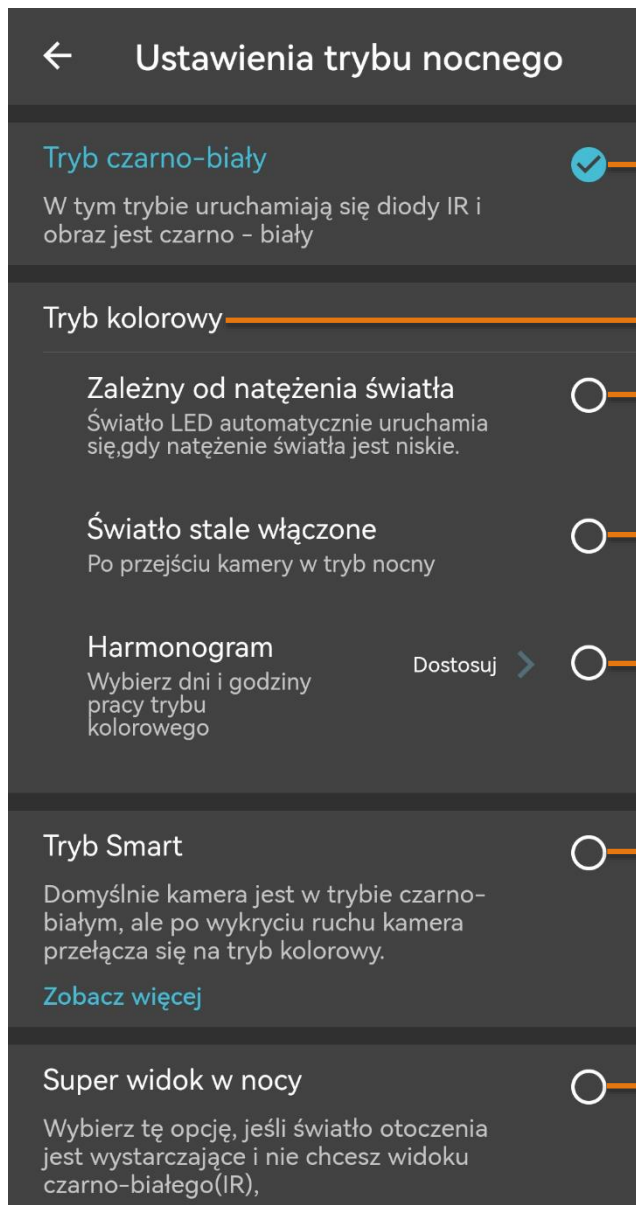 Ustawienia trybu nocnego
Tryb czarno-biały
W tym trybie uruchamiają się diody IR i
obraz jest czarno - biały
Tryb kolorowy
Zależny od natężenia światła
Światło LED automatycznie uruchamia
się,gdy natężenie światła jest niskie.
Światło stale włączone
Po przejściu kamery w tryb nocny
Harmonogram
Wybierz dni i godziny
pracy trybu
kolorowego
Dostosuj
Tryb Smart
Domyślnie kamera jest w trybie czarno-
białym, ale po wykryciu ruchu kamera
przełącza się na tryb kolorowy.
Zobacz więcej
Super widok w nocy
Wybierz tę opcję, jeśli światło otoczenia
jest wystarczające i nie chcesz widoku
czarno-białego(IR),